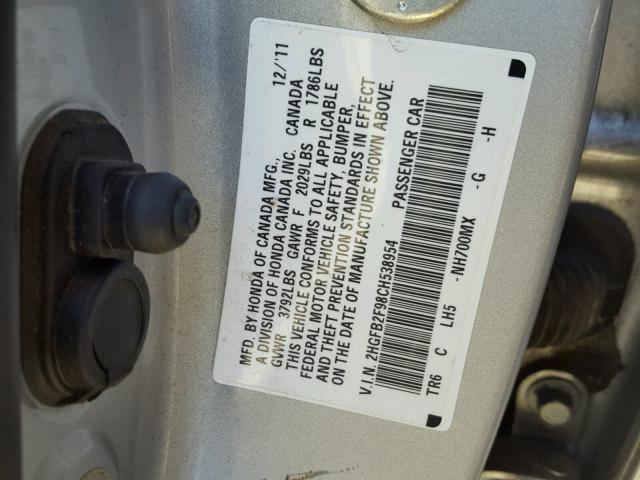 MFD. BY HONDA OF CANADA MFG., 12/'11
A DIVISION OF HONDA CANADA INC. CANADA
GVWR 3792LBS GAWR F 2029LBS R 1786LBS
THIS VEHICLE CONFORMS TO ALL APPLICABLE
FEDERAL MOTOR VEHICLE SAFETY, BUMPER,
AND THEFT PREVENTION STANDARDS IN EFFECT
ON THE DATE OF MANUFACTURE SHOWN ABOVE.
V.I.N. 2HGFB2F98CH538954 PASSENGER CAR
TR6 C LH5 -NH700MX -G -H